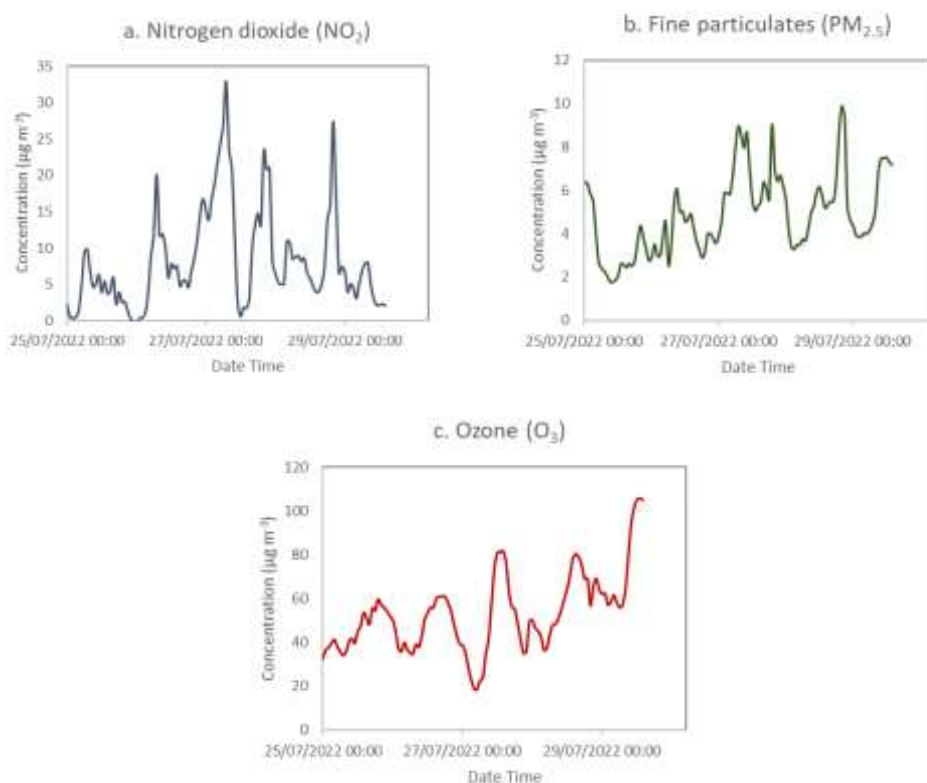 a. Nitrogen dioxide (NO₂)
Concentration (µg m⁻³)
35
30
25
20
15
10
5
0
25/07/2022 00:00 27/07/2022 00:00 29/07/2022 00:00
Date Time
b. Fine particulates (PM₂.₅)
Concentration (µg m⁻³)
12
10
8
6
4
2
0
25/07/2022 00:00 27/07/2022 00:00 29/07/2022 00:00
Date Time
c. Ozone (O₃)
Concentration (µg m⁻³)
120
100
80
60
40
20
0
25/07/2022 00:00 27/07/2022 00:00 29/07/2022 00:00
Date Time